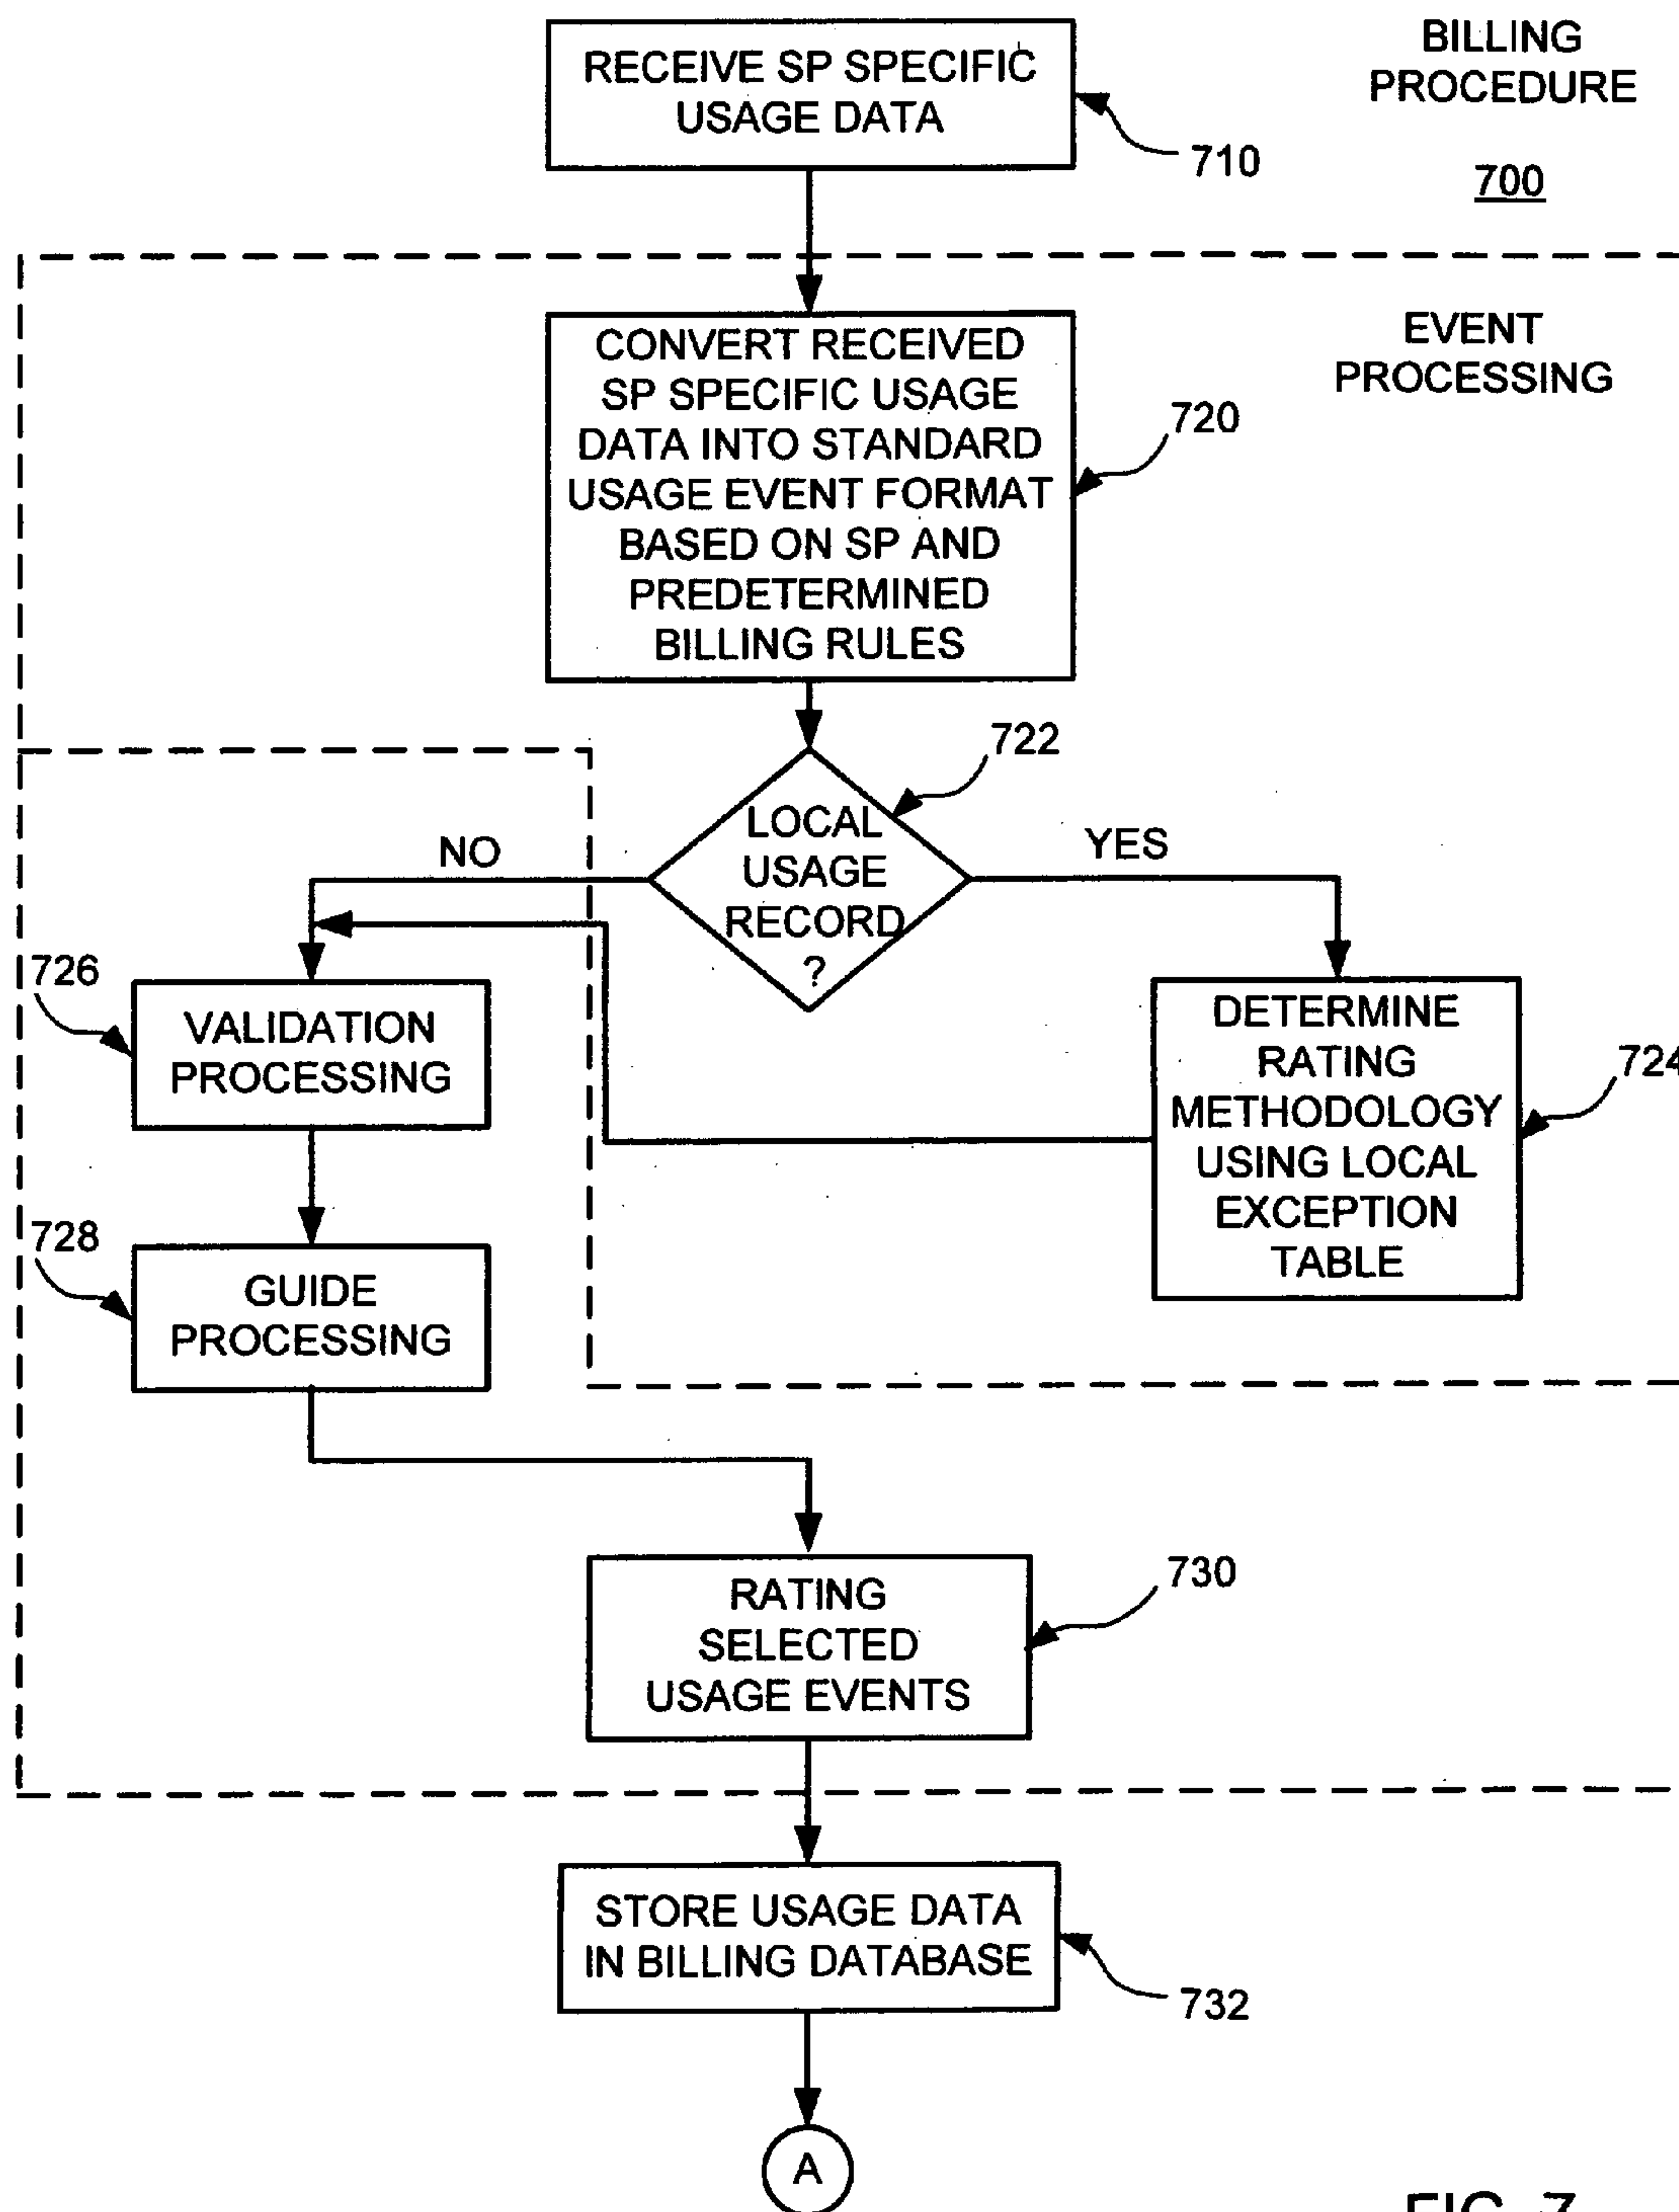 RECEIVE SP SPECIFIC
USAGE DATA
710
BILLING
PROCEDURE
700
EVENT
PROCESSING
CONVERT RECEIVED
SP SPECIFIC USAGE
DATA INTO STANDARD
USAGE EVENT FORMAT
BASED ON SP AND
PREDETERMINED
BILLING RULES
720
722
LOCAL
USAGE
RECORD
?
NO
YES
726
VALIDATION
PROCESSING
DETERMINE
RATING
METHODOLOGY
USING LOCAL
EXCEPTION
TABLE
724
728
GUIDE
PROCESSING
RATING
SELECTED
USAGE EVENTS
730
STORE USAGE DATA
IN BILLING DATABASE
732
A
FIG. 7